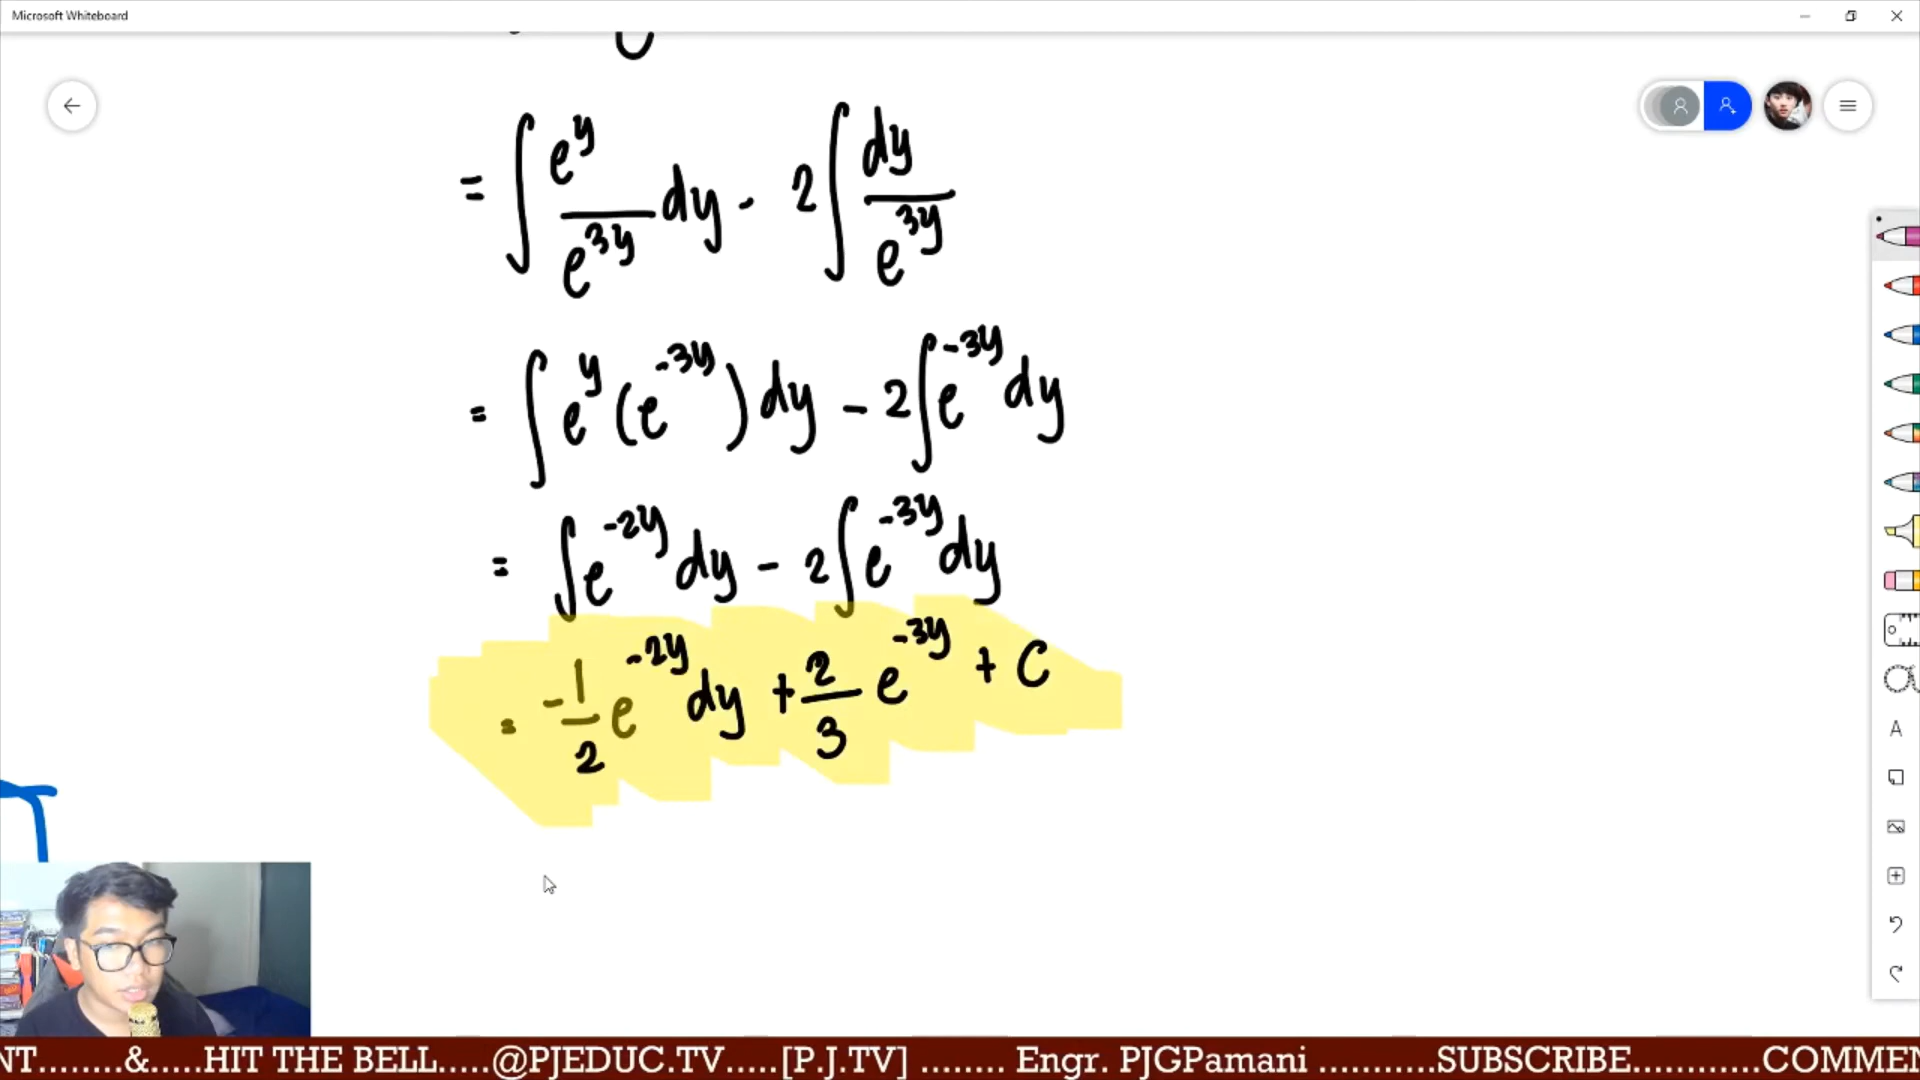 Microsoft Whiteboard
= ∫ e^y / e^{3y} dy - 2 ∫ dy / e^{3y}
= ∫ e^y (e^{-3y}) dy - 2 ∫ e^{-3y} dy
= ∫ e^{-2y} dy - 2 ∫ e^{-3y} dy
= -1/2 e^{-2y} dy + 2/3 e^{-3y} + C
A
NT........&.....HIT THE BELL.....@PJEDUC.TV.....[P.J.TV] ........ Engr. PJGPamani ...........SUBSCRIBE...........COMMEN